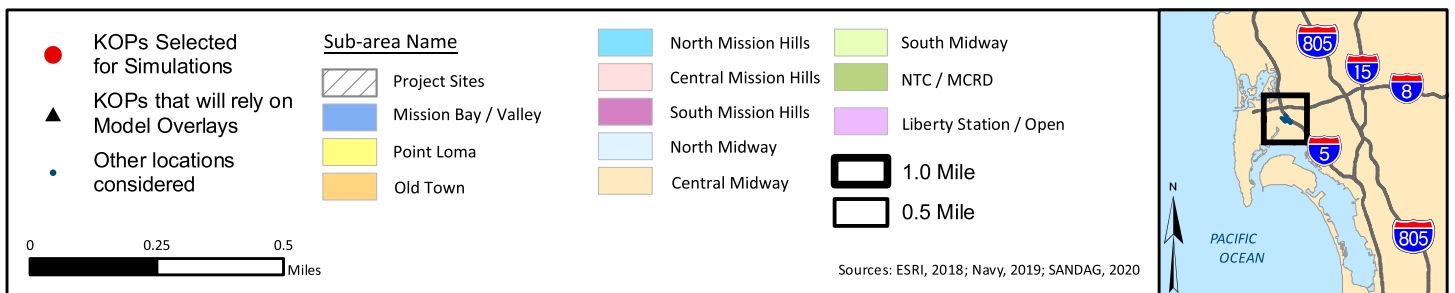 KOPs Selected
for Simulations
KOPs that will rely on
Model Overlays
Other locations
considered
0 0.25 0.5
Miles
Sub-area Name
Project Sites
Mission Bay / Valley
Point Loma
Old Town
North Mission Hills
Central Mission Hills
South Mission Hills
North Midway
Central Midway
South Midway
NTC / MCRD
Liberty Station / Open
1.0 Mile
0.5 Mile
Sources: ESRI, 2018; Navy, 2019; SANDAG, 2020
805
15
8
5
805
N
PACIFIC
OCEAN